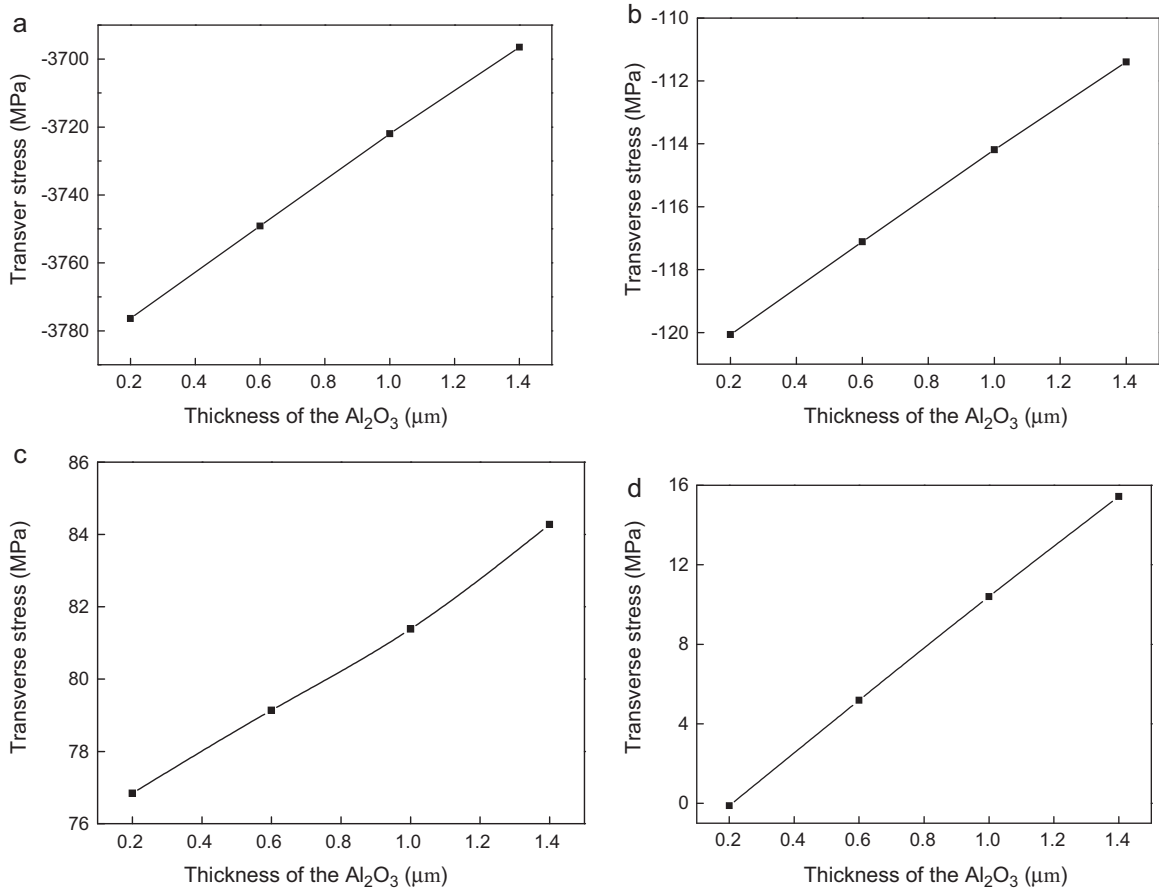 a
Transver stress (MPa)
-3700
-3720
-3740
-3760
-3780
0.2 0.4 0.6 0.8 1.0 1.2 1.4
Thickness of the Al₂O₃ (μm)
b
Transverse stress (MPa)
-110
-112
-114
-116
-118
-120
0.2 0.4 0.6 0.8 1.0 1.2 1.4
Thickness of the Al₂O₃ (μm)
c
Transverse stress (MPa)
86
84
82
80
78
76
0.2 0.4 0.6 0.8 1.0 1.2 1.4
Thickness of the Al₂O₃ (μm)
d
Transverse stress (MPa)
16
12
8
4
0
0.2 0.4 0.6 0.8 1.0 1.2 1.4
Thickness of the Al₂O₃ (μm)